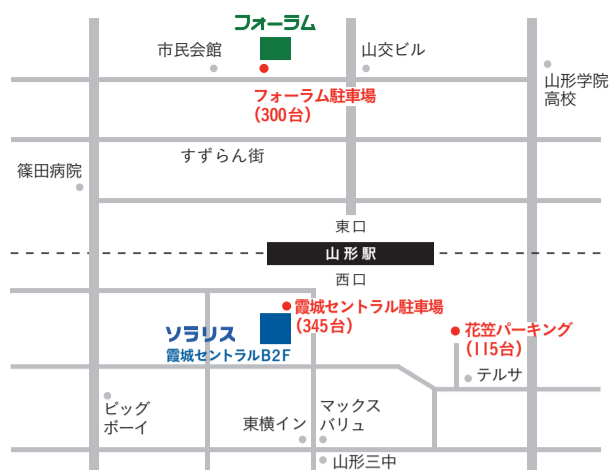 フォーラム
市民会館
山交ビル
フォーラム駐車場
(300台)
山形学院
高校
すずらん街
篠田病院
東口
山形駅
西口
霞城セントラル駐車場
(345台)
ソラリス
霞城セントラルB2F
花笠パーキング
(115台)
テルサ
ビッグ
ボーイ
東横イン
マックス
バリュ
山形三中